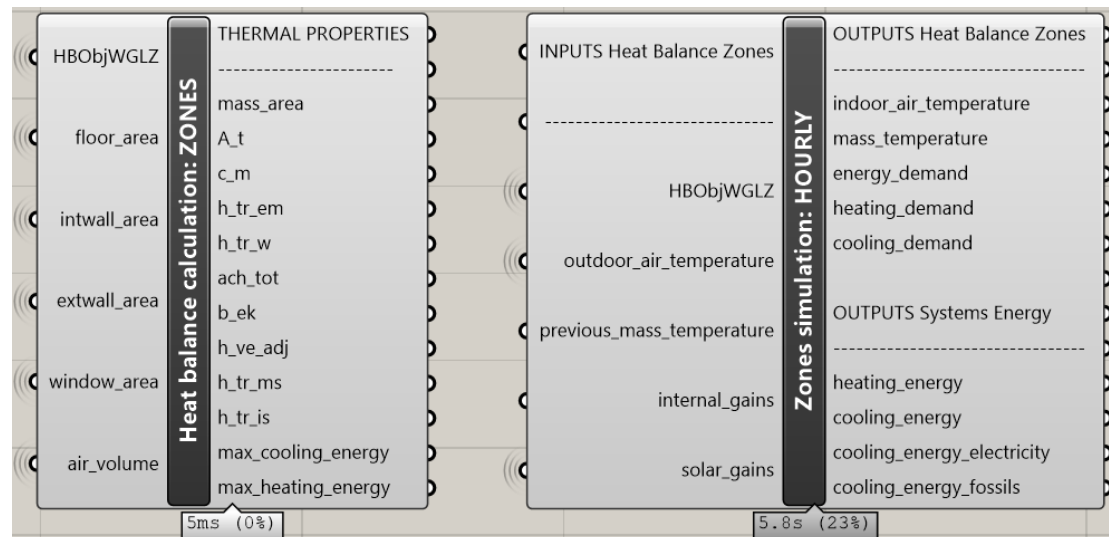 HBObjWGLZ
floor_area
intwall_area
extwall_area
window_area
air_volume
Heat balance calculation: ZONES
THERMAL PROPERTIES
----------------------
mass_area
A_t
c_m
h_tr_em
h_tr_w
ach_tot
b_ek
h_ve_adj
h_tr_ms
h_tr_is
max_cooling_energy
max_heating_energy
5ms (0%)
INPUTS Heat Balance Zones
-----------------------------
HBObjWGLZ
outdoor_air_temperature
previous_mass_temperature
internal_gains
solar_gains
Zones simulation: HOURLY
OUTPUTS Heat Balance Zones
--------------------------------
indoor_air_temperature
mass_temperature
energy_demand
heating_demand
cooling_demand
OUTPUTS Systems Energy
--------------------------------
heating_energy
cooling_energy
cooling_energy_electricity
cooling_energy_fossils
5.8s (23%)